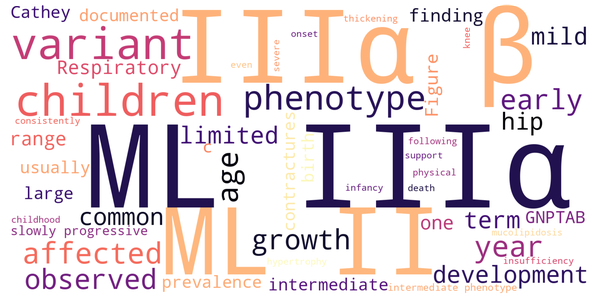 Cathey
documented
IIIα
thickening
finding
β
variant
onset
knee
mild
Respiratory
even
severe
Figure
children
phenotype
early
consistently
ML IIIα
limited
c
contractures
birth
hip
range
following
support
usually
age
physical
large
infancy
death
childhood
common
ML II
one
term
GNPTAB
slowly progressive
growth
mucolipidosis
affected
year
insufficiency
hypertrophy
development
observed
prevalence
intermediate
intermediate phenotype